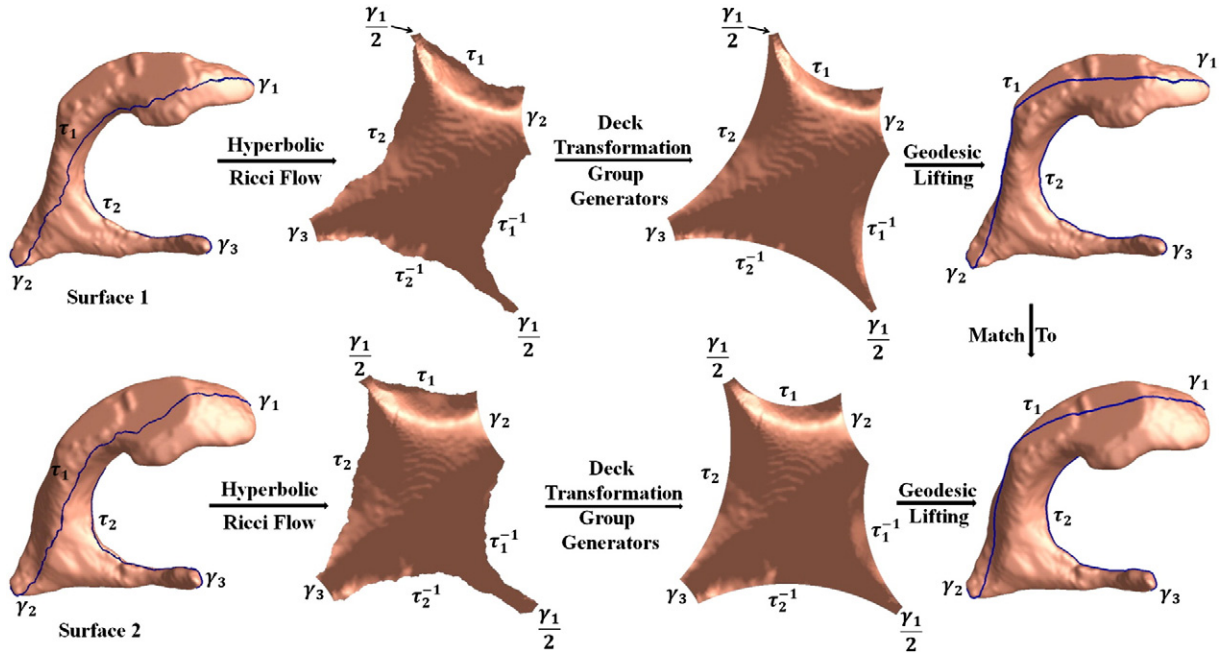 γ₁
τ₁
τ₂
γ₃
γ₂
Surface 1
Hyperbolic
Ricci Flow
γ₁/2
τ₁
τ₂
γ₂
γ₃
τ₁⁻¹
τ₂⁻¹
γ₁/2
Deck
Transformation
Group
Generators
γ₁/2
τ₁
τ₂
γ₂
γ₃
τ₁⁻¹
τ₂⁻¹
γ₁/2
Geodesic
Lifting
γ₁
τ₁
τ₂
γ₃
γ₂
Match To
γ₁
τ₁
τ₂
γ₃
γ₂
Surface 2
Hyperbolic
Ricci Flow
γ₁/2
τ₁
γ₂
τ₂
τ₁⁻¹
γ₃
τ₂⁻¹
γ₁/2
Deck
Transformation
Group
Generators
γ₁/2
τ₁
γ₂
τ₂
τ₁⁻¹
γ₃
τ₂⁻¹
γ₁/2
Geodesic
Lifting
γ₁
τ₁
τ₂
γ₂
γ₃